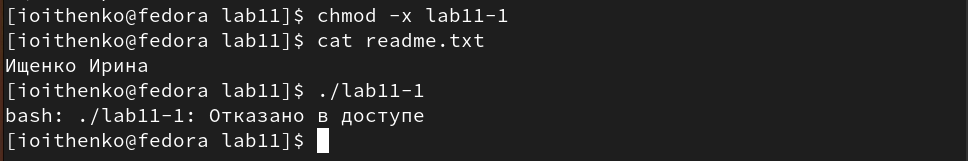 [ioithenko@fedora lab11]$ chmod -x lab11-1
[ioithenko@fedora lab11]$ cat readme.txt
Ищенко Ирина
[ioithenko@fedora lab11]$ ./lab11-1
bash: ./lab11-1: Отказано в доступе
[ioithenko@fedora lab11]$